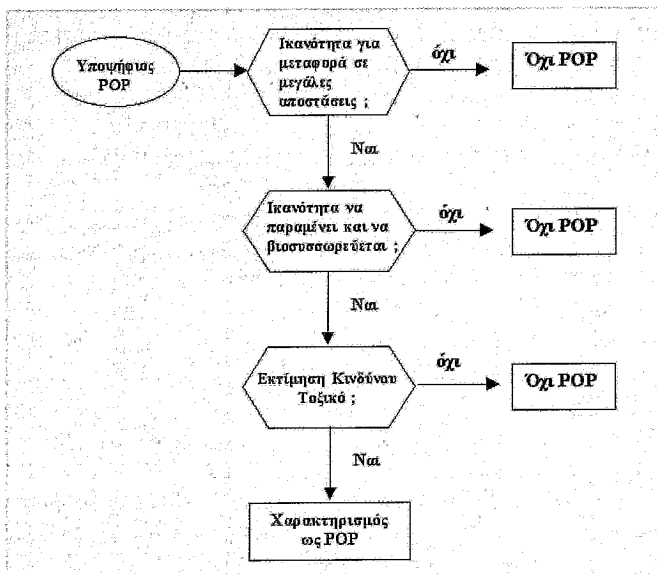 Υποψήφιος
POP
Ικανότητα για
μεταφορά σε
μεγάλες
αποστάσεις ;
όχι
Όχι POP
Ναι
Ικανότητα να
παραμένει και να
βιοσυσσωρεύεται ;
όχι
Όχι POP
Ναι
Εκτίμηση Κινδύνου
Τοξικό ;
όχι
Όχι POP
Ναι
Χαρακτηρισμός
ως POP